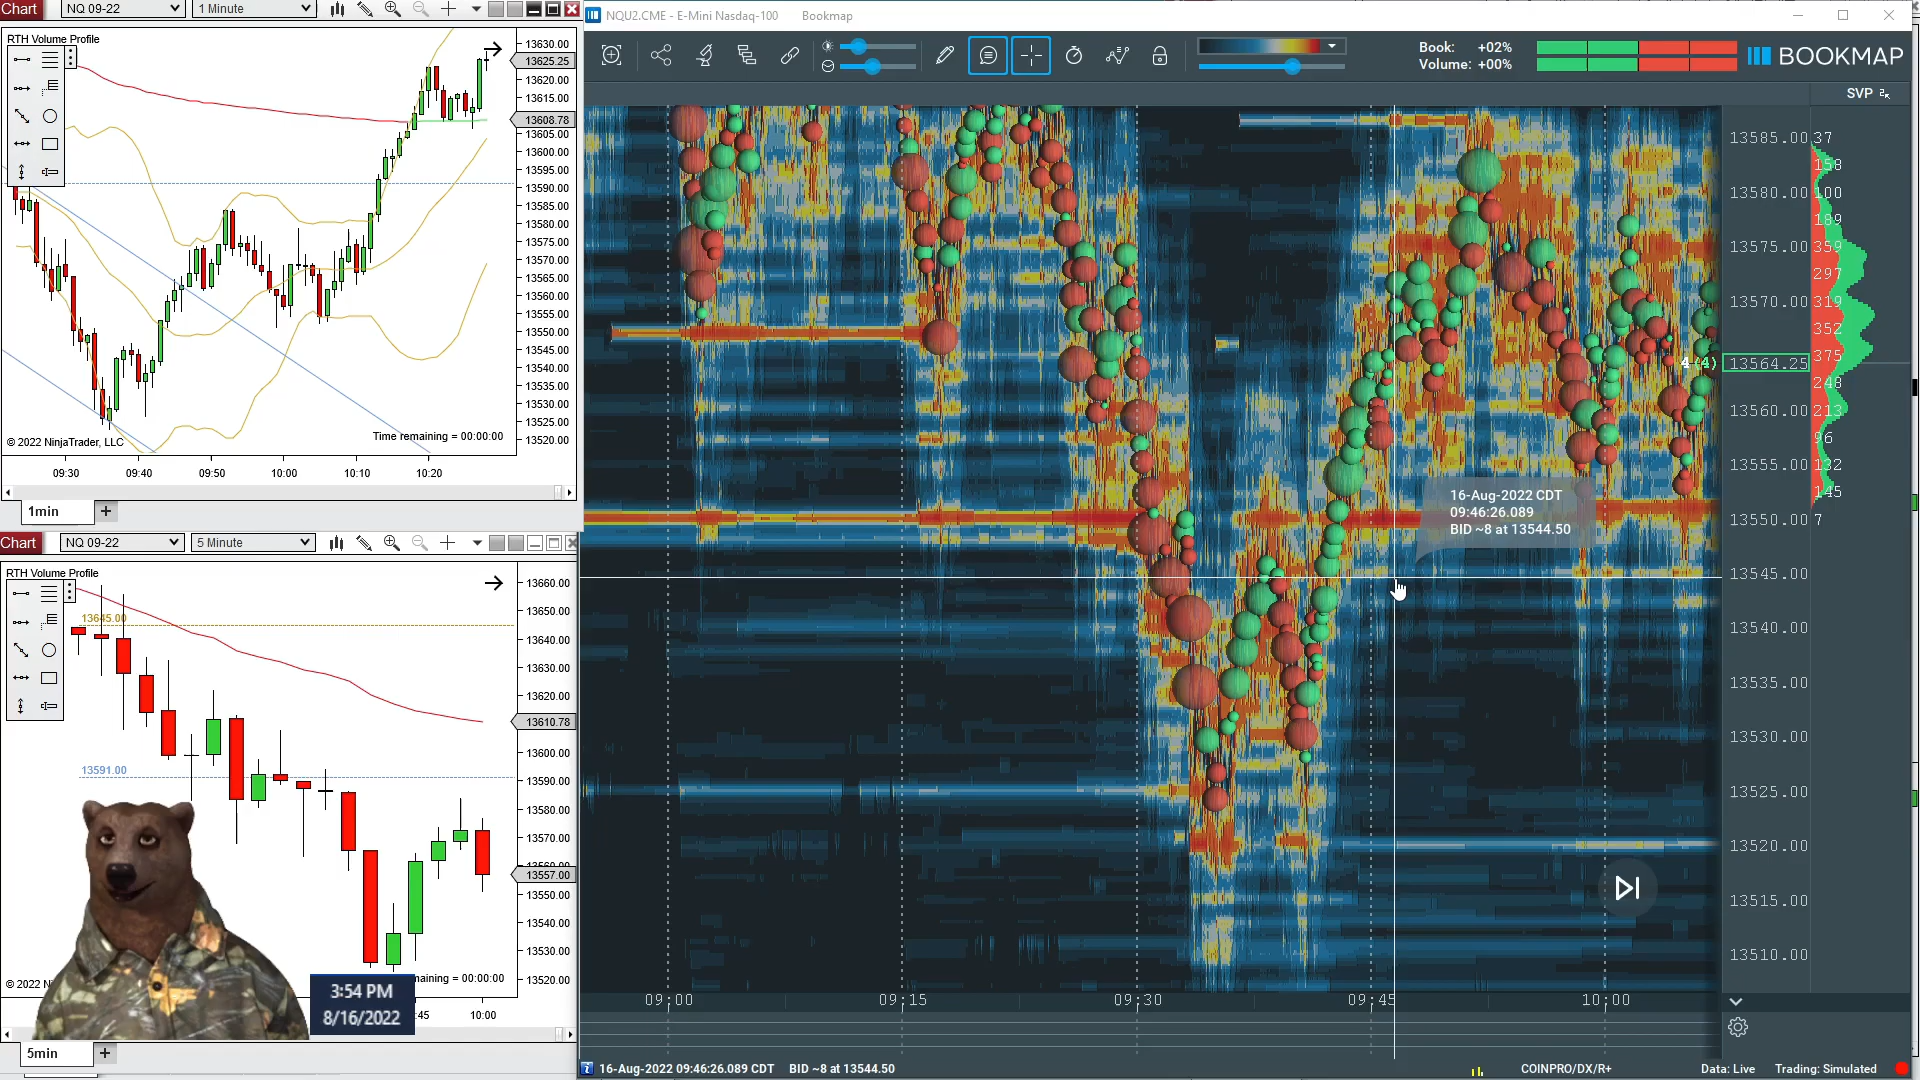 Chart NQ 09-22 1 Minute
RTH Volume Profile
13630.00
13625.25
13620.00
13615.00
13608.78
13605.00
13600.00
13595.00
13590.00
13585.00
13580.00
13575.00
13570.00
13565.00
13560.00
13555.00
13550.00
13545.00
13540.00
13535.00
13530.00
13525.00
13520.00
© 2022 NinjaTrader, LLC
Time remaining = 00:00:00
09:30 09:40 09:50 10:00 10:10 10:20
1min +
Chart NQ 09-22 5 Minute
RTH Volume Profile
13645.00
13591.00
13660.00
13650.00
13640.00
13630.00
13620.00
13610.78
13600.00
13590.00
13580.00
13570.00
13557.00
13550.00
13540.00
13530.00
13520.00
© 2022 N
maining = 00:00:00
3:54 PM
8/16/2022
:45 10:00
5min +
NQU2.CME - E-Mini Nasdaq-100 Bookmap
Book: +02%
Volume: +00%
BOOKMAP
SVP
13585.00 37
158
13580.00 100
189
13575.00 359
297
13570.00 319
352
375
4 (4) 13564.25
248
13560.00 213
96
13555.00 132
145
13550.00 7
13545.00
13540.00
13535.00
13530.00
13525.00
13520.00
13515.00
13510.00
16-Aug-2022 CDT
09:46:26.089
BID ~8 at 13544.50
09:00 09:15 09:30 09:45 10:00
16-Aug-2022 09:46:26.089 CDT BID ~8 at 13544.50
COINPRO/DX/R+ Data: Live Trading: Simulated